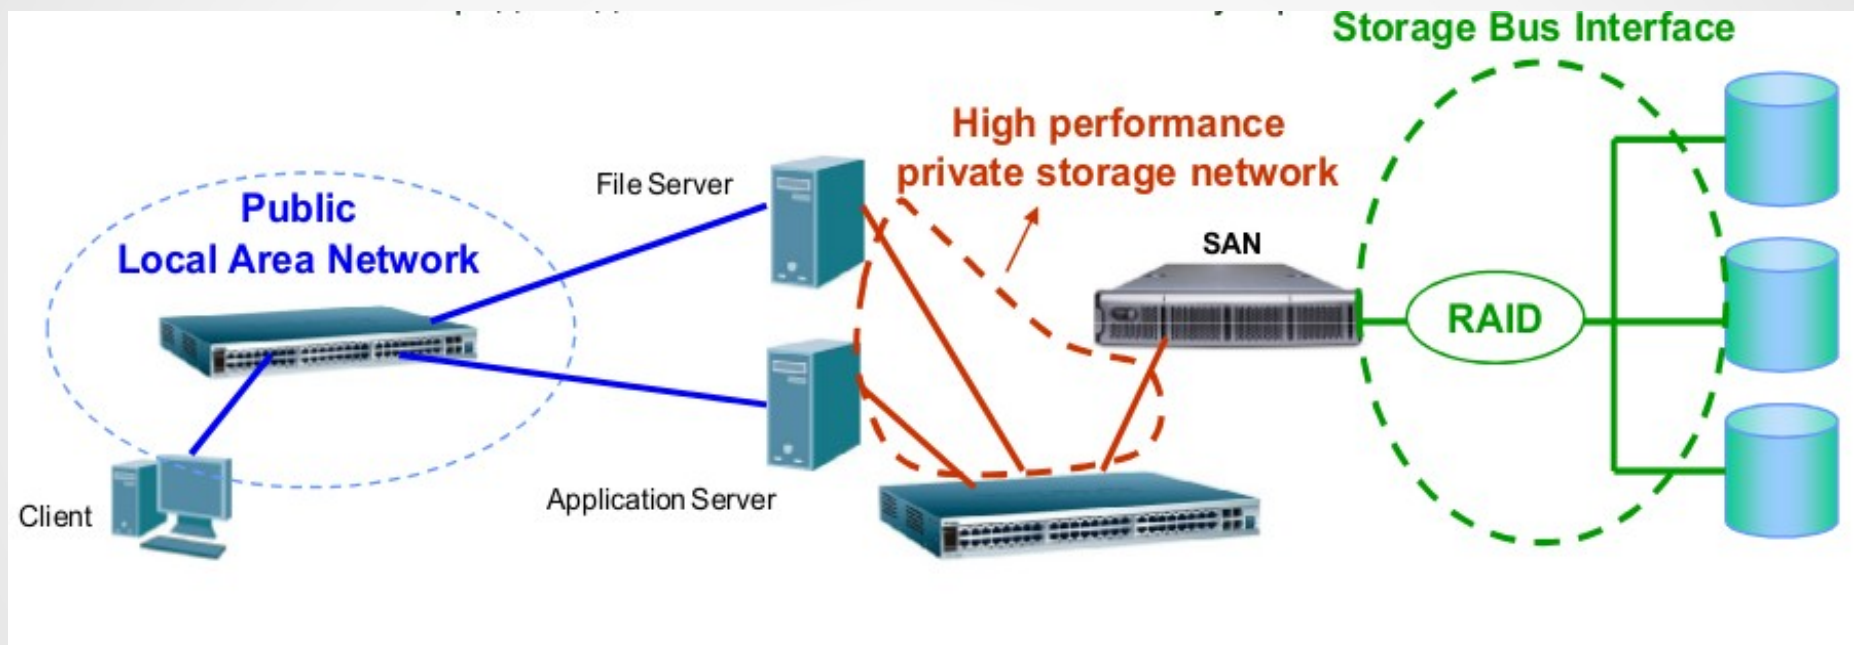 Storage Bus Interface
High performance
private storage network
File Server
Public
Local Area Network
SAN
RAID
Application Server
Client